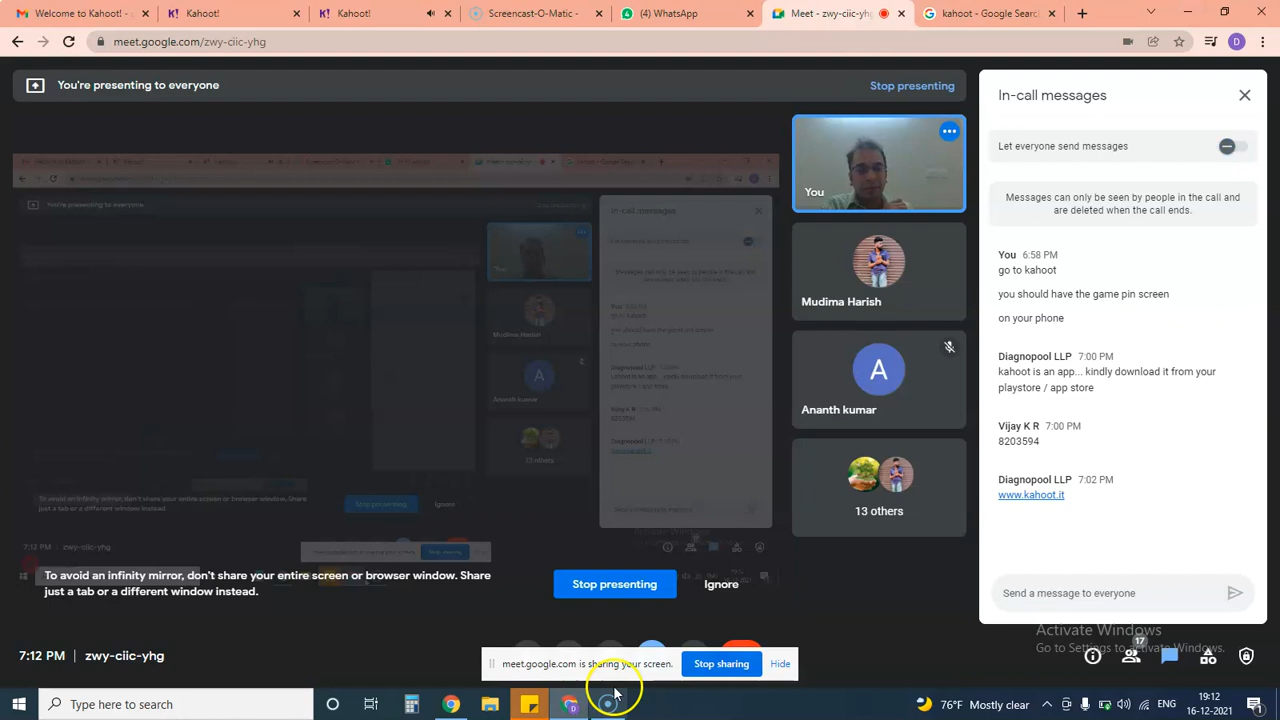 Welcome to Kahoot! -
Kahoot!
Kahoot!
Screencast-O-Matic -
(4) WhatsApp
Meet - zwy-ciic-yhg
kahoot - Google Search
meet.google.com/zwy-ciic-yhg
D
You're presenting to everyone
Stop presenting
You
Mudima Harish
A
Ananth kumar
13 others
In-call messages
Let everyone send messages
Messages can only be seen by people in the call and
are deleted when the call ends.
You 6:58 PM
go to kahoot
you should have the game pin screen
on your phone
Diagnopool LLP 7:00 PM
kahoot is an app... kindly download it from your
playstore / app store
Vijay K R 7:00 PM
8203594
Diagnopool LLP 7:02 PM
www.kahoot.it
Send a message to everyone
To avoid an infinity mirror, don't share your entire screen or browser window. Share
just a tab or a different window instead.
Stop presenting
Ignore
Activate Windows
Go to Settings to activate Windows.
7:12 PM | zwy-ciic-yhg
meet.google.com is sharing your screen.
Stop sharing
Hide
17
Type here to search
76°F Mostly clear
ENG
19:12
16-12-2021
1